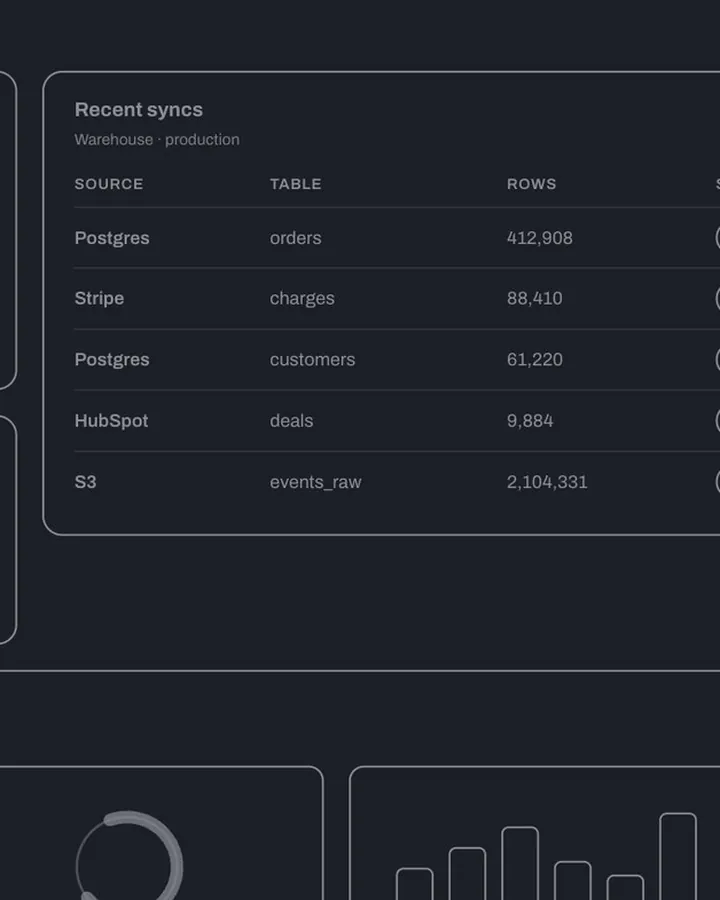 Recent syncs
Warehouse · production
SOURCE TABLE ROWS
Postgres orders 412,908
Stripe charges 88,410
Postgres customers 61,220
HubSpot deals 9,884
S3 events_raw 2,104,331